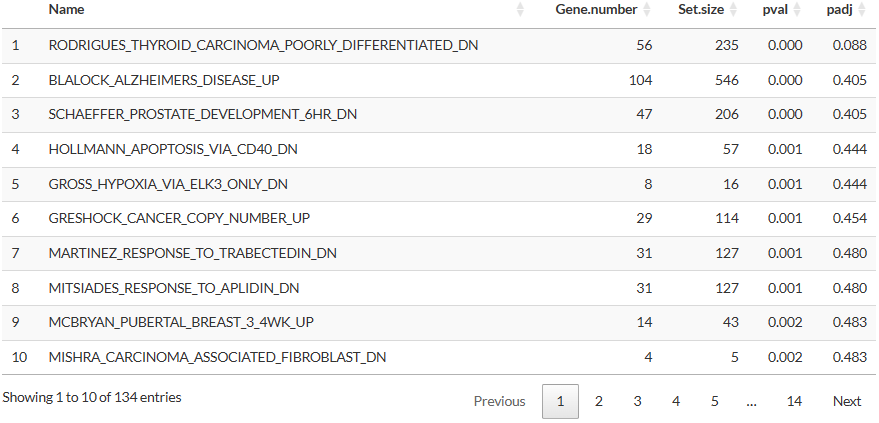 Name Gene.number Set.size pval padj
1 RODRIGUES_THYROID_CARCINOMA_POORLY_DIFFERENTIATED_DN 56 235 0.000 0.088
2 BLALOCK_ALZHEIMERS_DISEASE_UP 104 546 0.000 0.405
3 SCHAEFFER_PROSTATE_DEVELOPMENT_6HR_DN 47 206 0.000 0.405
4 HOLLMANN_APOPTOSIS_VIA_CD40_DN 18 57 0.001 0.444
5 GROSS_HYPOXIA_VIA_ELK3_ONLY_DN 8 16 0.001 0.444
6 GRESHOCK_CANCER_COPY_NUMBER_UP 29 114 0.001 0.454
7 MARTINEZ_RESPONSE_TO_TRABECTEDIN_DN 31 127 0.001 0.480
8 MITSIADES_RESPONSE_TO_APLIDIN_DN 31 127 0.001 0.480
9 MCBRYAN_PUBERTAL_BREAST_3_4WK_UP 14 43 0.002 0.483
10 MISHRA_CARCINOMA_ASSOCIATED_FIBROBLAST_DN 4 5 0.002 0.483
Showing 1 to 10 of 134 entries Previous 1 2 3 4 5 … 14 Next